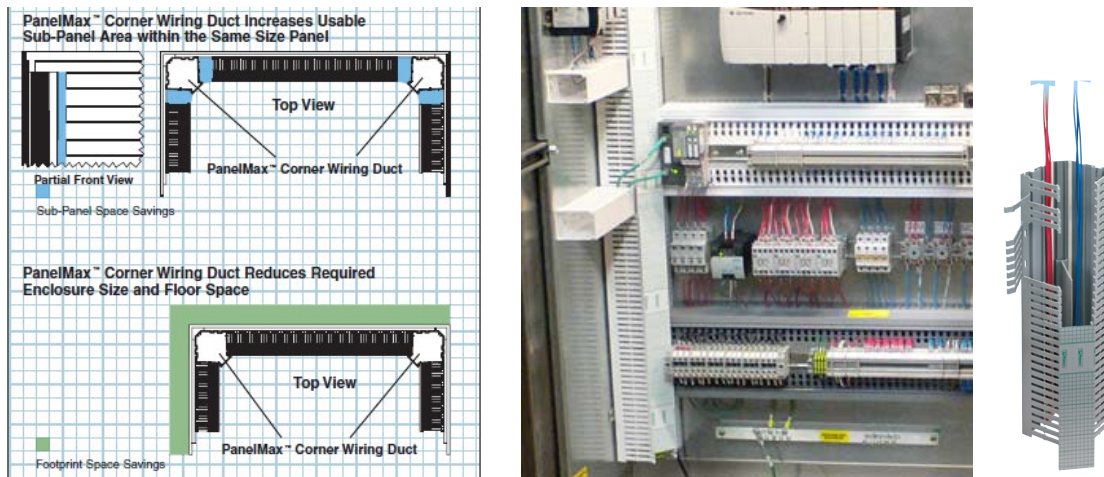 PanelMax™ Corner Wiring Duct Increases Usable
Sub-Panel Area within the Same Size Panel
Top View
PanelMax™ Corner Wiring Duct
Partial Front View
Sub-Panel Space Savings
PanelMax™ Corner Wiring Duct Reduces Required
Enclosure Size and Floor Space
Top View
PanelMax™ Corner Wiring Duct
Footprint Space Savings